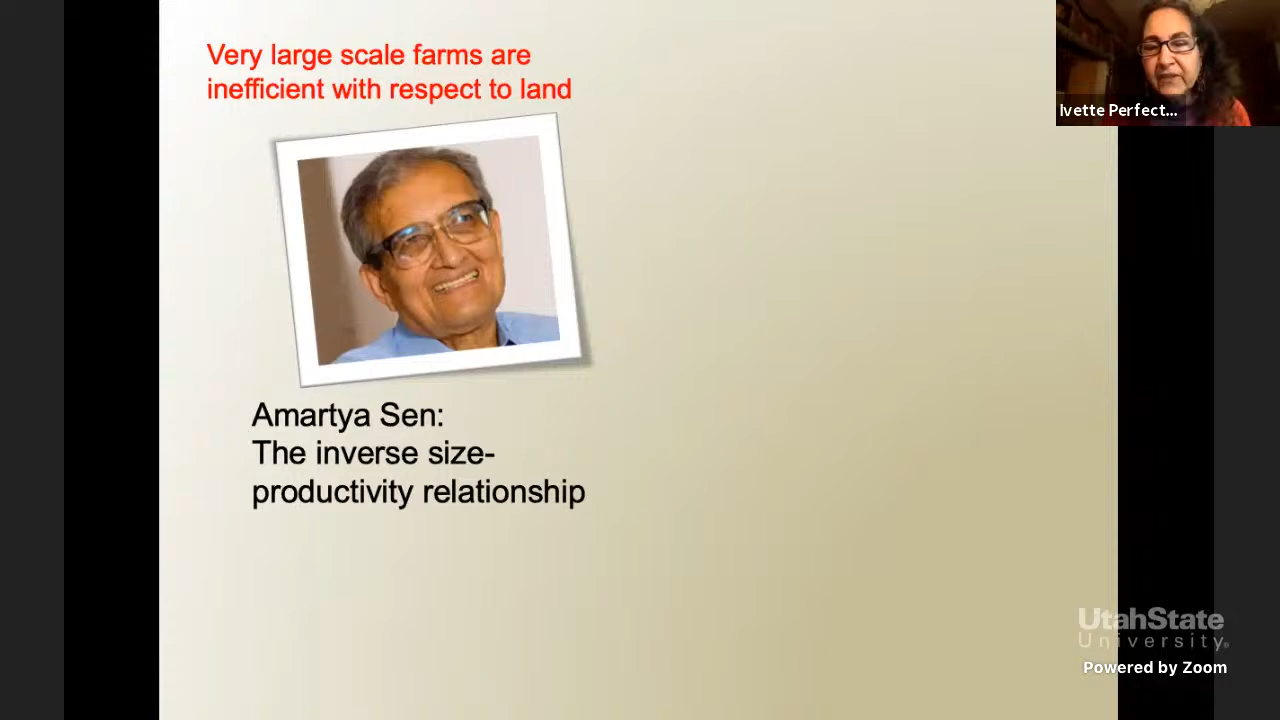 Very large scale farms are
inefficient with respect to land
Ivette Perfect...
Amartya Sen:
The inverse size-
productivity relationship
UtahState
University
Powered by Zoom